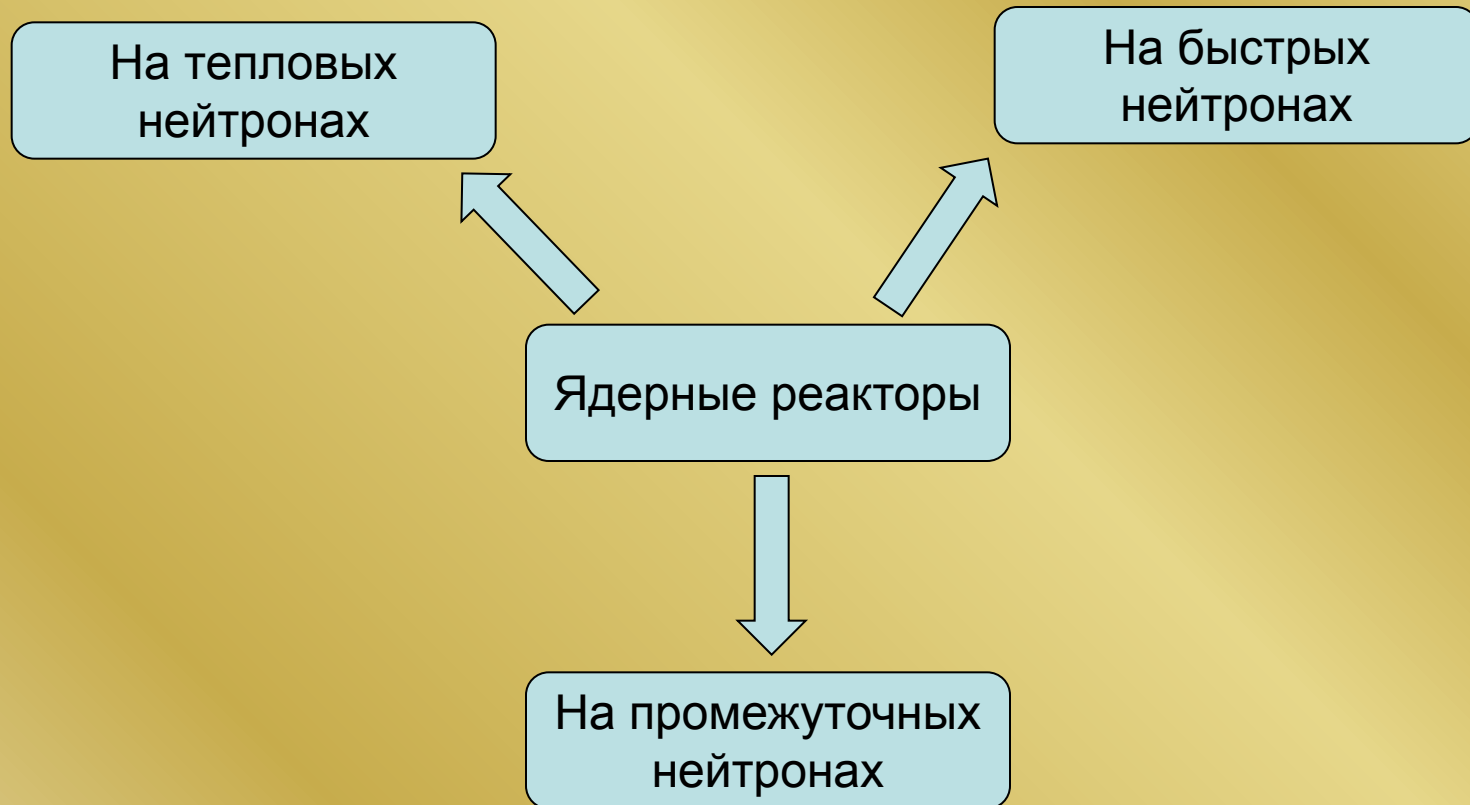 На тепловых
нейтронах
На быстрых
нейтронах
Ядерные реакторы
На промежуточных
нейтронах